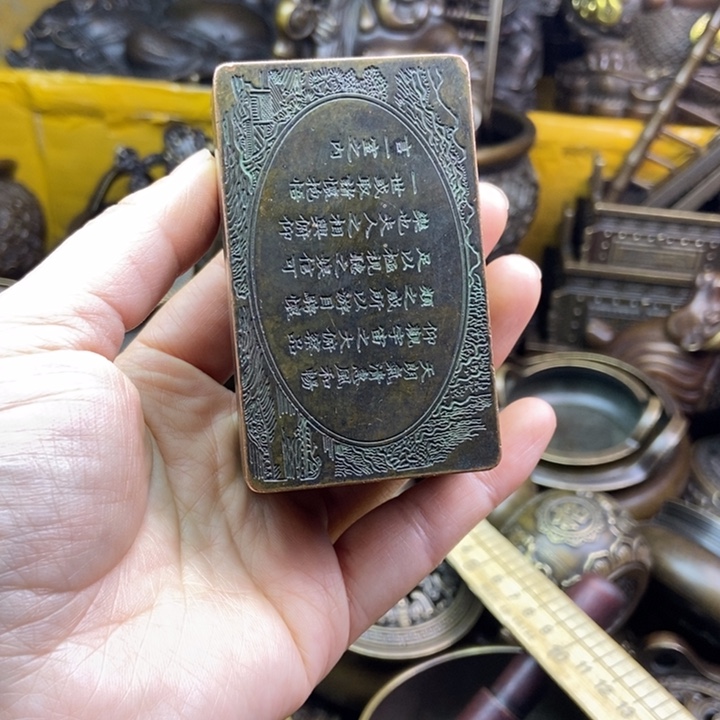 天朗氣清惠風和暢
仰觀宇宙之大俯察品
類之盛所以游目騁懷
足以極視聽之娛信可
樂也夫人之相與俯仰
一世或取諸懷抱悟
言一室之內